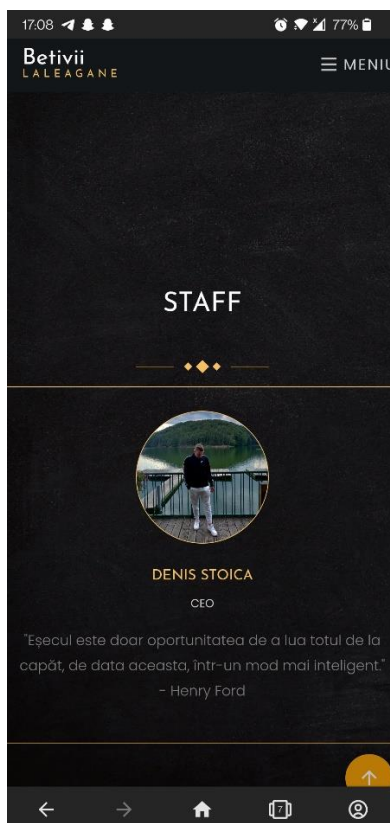 17:08
77%
Betivii
LALEAGANE
MENIU
STAFF
DENIS STOICA
CEO
"Eșecul este doar oportunitatea de a lua totul de la
capăt, de data aceasta, într-un mod mai inteligent."
- Henry Ford
7